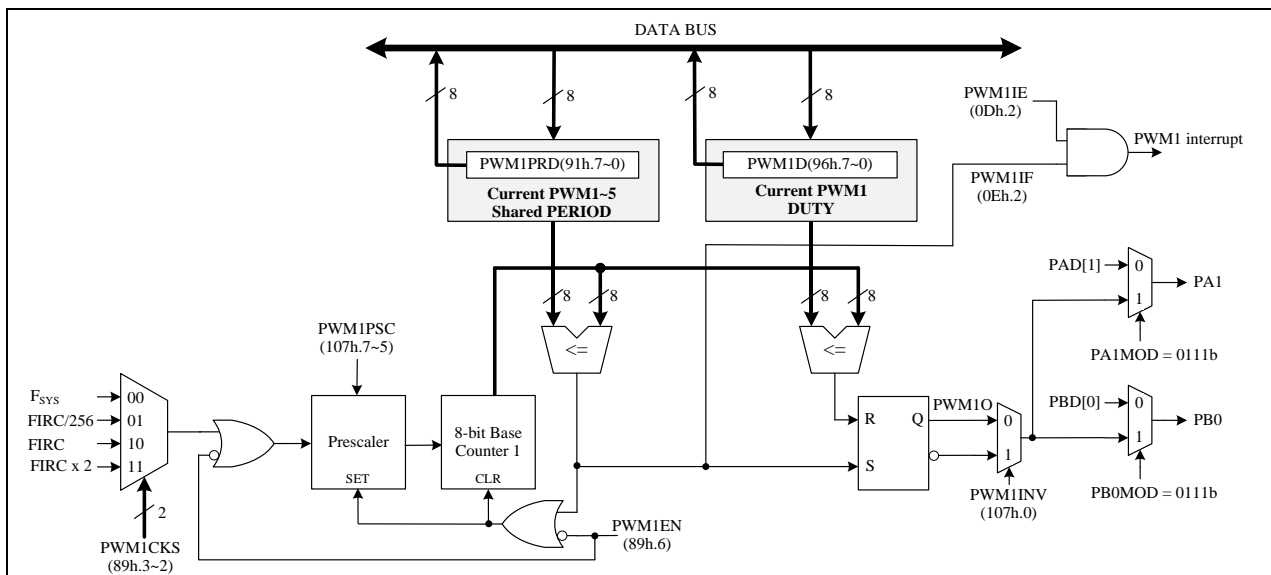 DATA BUS
8
8
8
8
PWM1IE
(0Dh.2)
PWM1 interrupt
PWM1IF
(0Eh.2)
PWM1PRD(91h.7~0)
Current PWM1~5
Shared PERIOD
PWM1D(96h.7~0)
Current PWM1
DUTY
PAD[1]
0
1
PA1
PA1MOD = 0111b
8
8
8
8
<=
<=
PWM1PSC
(107h.7~5)
FSYS
FIRC/256
FIRC
FIRC x 2
00
01
10
11
Prescaler
SET
8-bit Base
Counter 1
CLR
R
S
Q
PWM1O
0
1
PBD[0]
0
1
PB0
PB0MOD = 0111b
PWM1INV
(107h.0)
2
PWM1CKS
(89h.3~2)
PWM1EN
(89h.6)